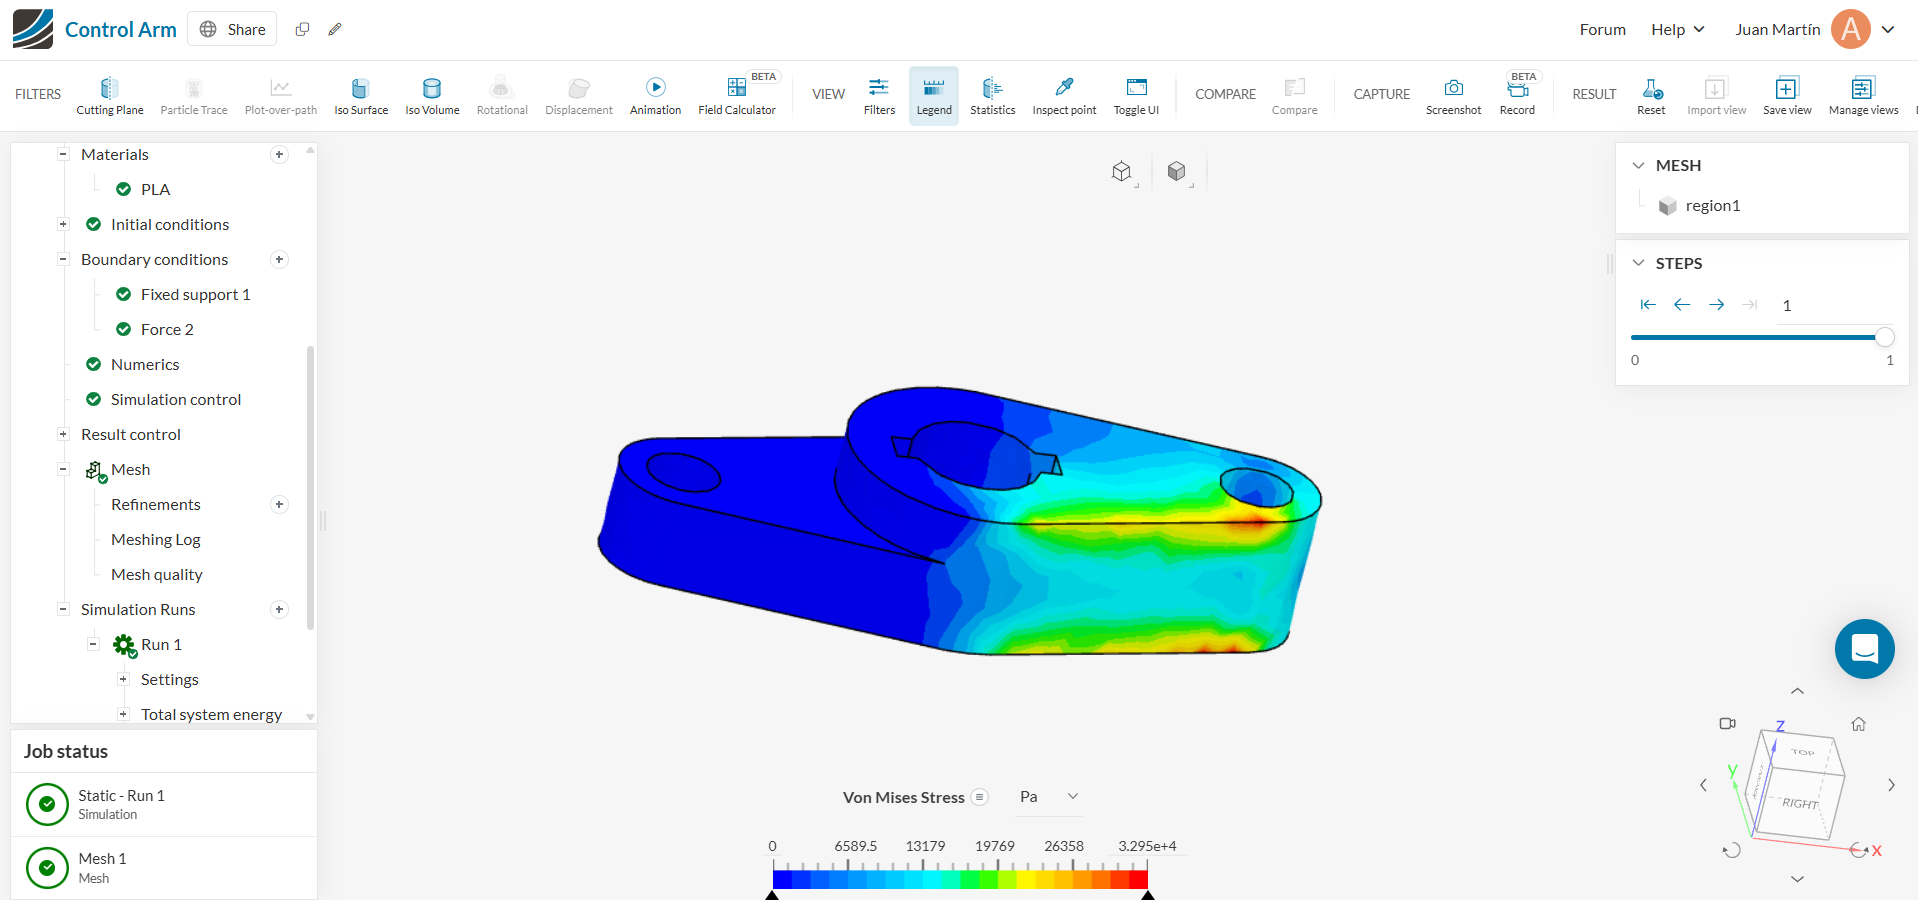 Control Arm
Share
Forum
Help
Juan Martín
A
FILTERS
Cutting Plane
Particle Trace
Plot-over-path
Iso Surface
Iso Volume
Rotational
Displacement
Animation
BETA
Field Calculator
VIEW
Filters
Legend
Statistics
Inspect point
Toggle UI
COMPARE
Compare
CAPTURE
Screenshot
BETA
Record
RESULT
Reset
Import view
Save view
Manage views
Materials
PLA
Initial conditions
Boundary conditions
Fixed support 1
Force 2
Numerics
Simulation control
Result control
Mesh
Refinements
Meshing Log
Mesh quality
Simulation Runs
Run 1
Settings
Total system energy
Job status
Static - Run 1
Simulation
Mesh 1
Mesh
MESH
region1
STEPS
1
0 1
Von Mises Stress
Pa
0 6589.5 13179 19769 26358 3.295e+4
Z
TOP
y
RIGHT
X